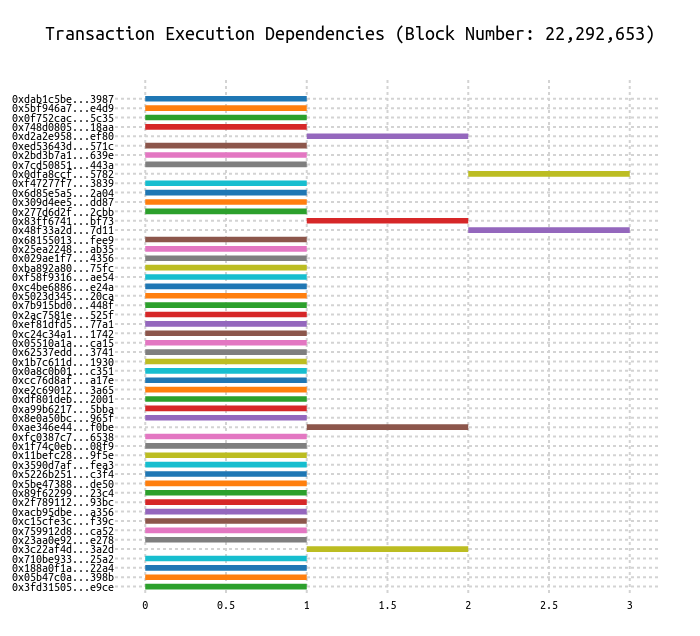 Transaction Execution Dependencies (Block Number: 22,292,653)
0xdab1c5be...3987
0x5bf946a7...e4d9
0x0f752cac...5c35
0x748d0805...18aa
0xd2a2e958...ef80
0xed53643d...571c
0x2bd3b7a1...639e
0x7cd50851...443a
0x0dfa8ccf...5782
0xf47277f7...3839
0x6d85e5a5...2a04
0x309d4ee5...dd87
0x277d6d2f...2cbb
0x83ff6741...bf73
0x48f33a2d...7d11
0x68155013...fee9
0x25ea2248...ab35
0x029ae1f7...4356
0xba892a80...75fc
0xf58f9316...ae54
0xc4be6886...e24a
0x5023d345...20ca
0x7b915bd0...448f
0x2ac7581e...525f
0xef81dfd5...77a1
0xc24c34a1...1742
0x05510a1a...ca15
0x62537edd...3741
0x1b7c611d...1930
0x0a8c0b01...c351
0xcc76d8af...a17e
0xe2c69012...3a65
0xdf801deb...2001
0xa99b6217...5bba
0x8e0a50bc...965f
0xae346e44...f0be
0xfc0387c7...6538
0x1f74c0eb...08f9
0x11befc28...9f5e
0x3590d7af...fea3
0x5226b251...c3f4
0x5be47388...de50
0x89f62299...23c4
0x2f789112...93bc
0xacb95dbe...a356
0xc15cfe3c...f39c
0x759912d8...ca52
0x23aa0e92...e278
0x3c22af4d...3a2d
0x710be933...25a2
0x188a0f1a...22a4
0x05b47c0a...398b
0x3fd31505...e9ce
0 0.5 1 1.5 2 2.5 3